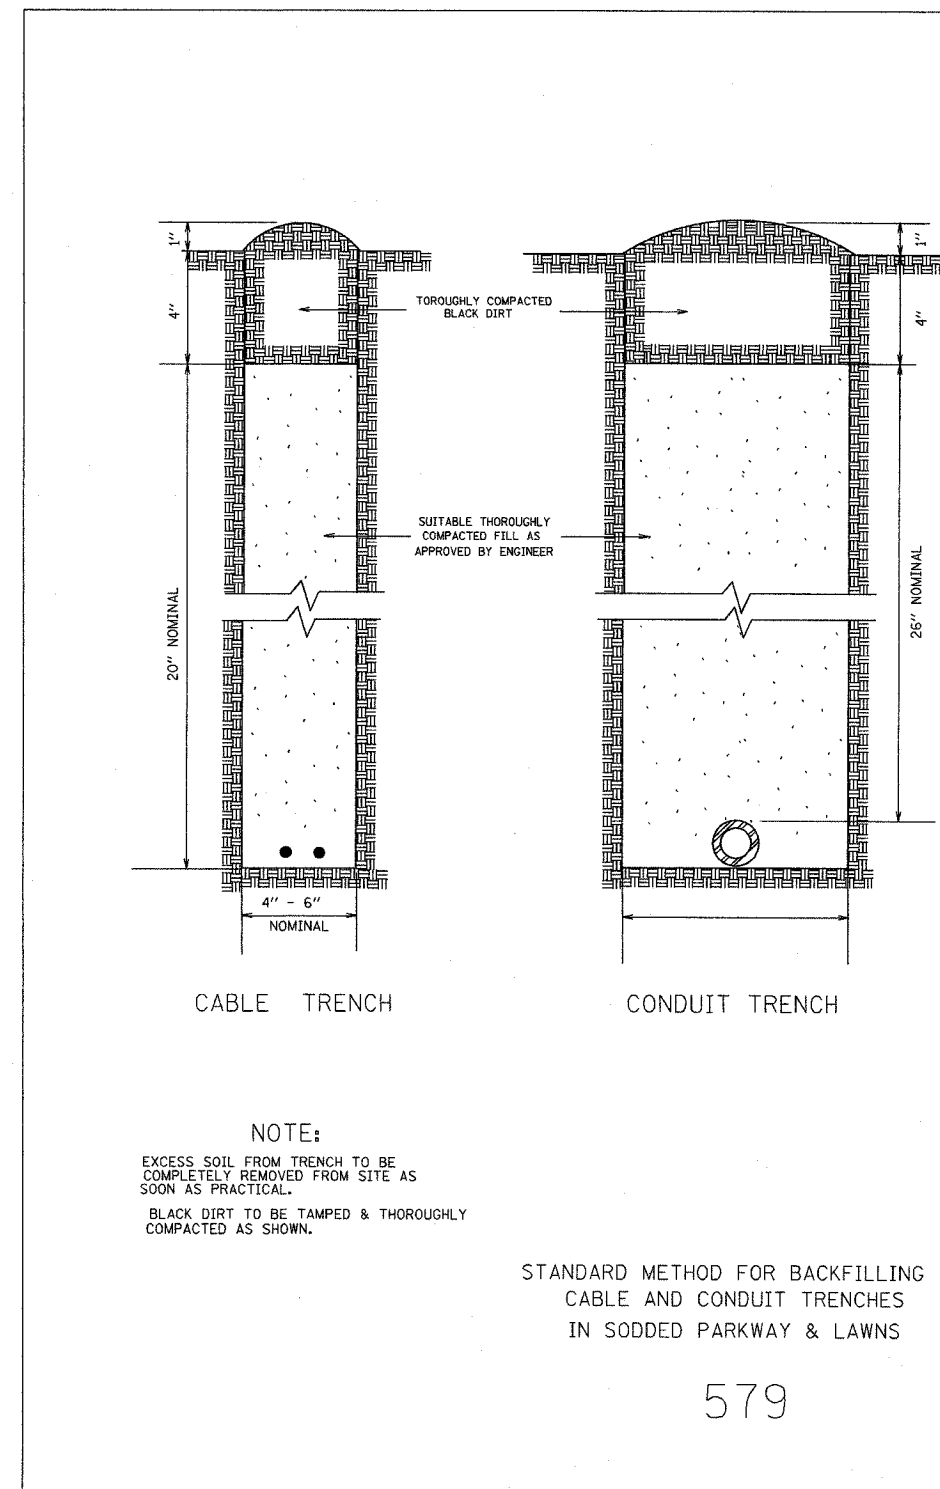 1"
4"
20" NOMINAL
TOROUGHLY COMPACTED
BLACK DIRT
1"
4"
SUITABLE THOROUGHLY
COMPACTED FILL AS
APPROVED BY ENGINEER
26" NOMINAL
4" - 6"
NOMINAL
CABLE TRENCH
CONDUIT TRENCH
NOTE:
EXCESS SOIL FROM TRENCH TO BE
COMPLETELY REMOVED FROM SITE AS
SOON AS PRACTICAL.
BLACK DIRT TO BE TAMPED & THOROUGHLY
COMPACTED AS SHOWN.
STANDARD METHOD FOR BACKFILLING
CABLE AND CONDUIT TRENCHES
IN SODDED PARKWAY & LAWNS
579